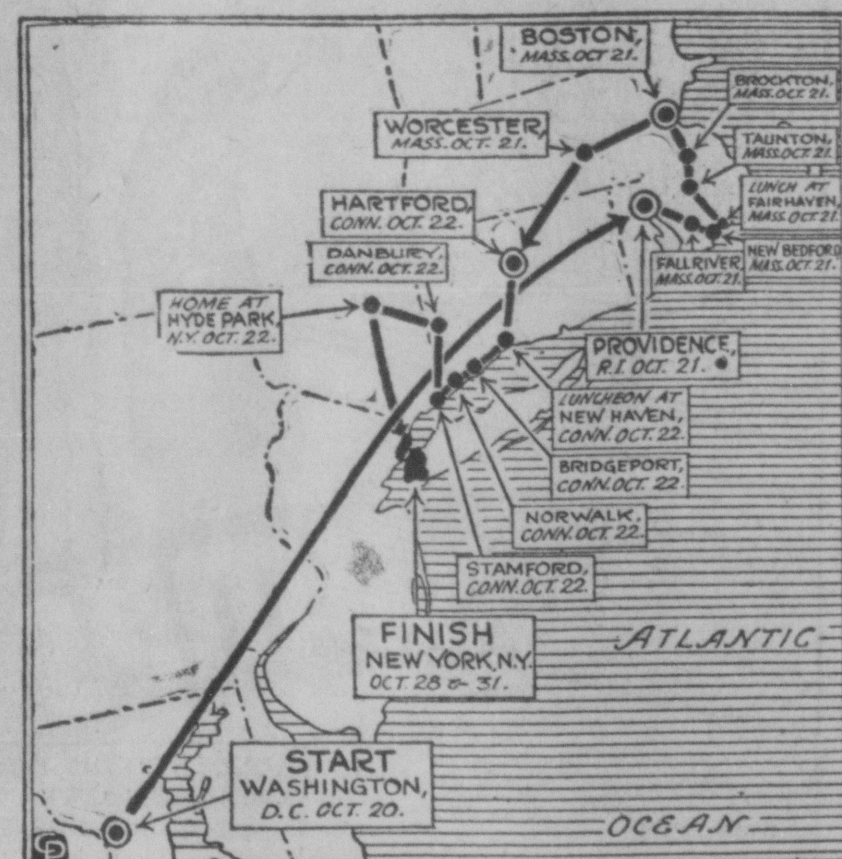 BOSTON,
MASS. OCT 21.
BROCKTON,
MASS. OCT. 21.
WORCESTER,
MASS. OCT. 21.
TAUNTON,
MASS. OCT 21.
LUNCH AT
FAIRHAVEN,
MASS. OCT 21.
HARTFORD,
CONN. OCT. 22.
DANBURY,
CONN. OCT. 22.
FALL RIVER,
MASS. OCT 21.
NEW BEDFORD
MASS. OCT 21.
HOME AT
HYDE PARK,
N.Y. OCT. 22.
PROVIDENCE,
R.I. OCT. 21.
LUNCHEON AT
NEW HAVEN,
CONN. OCT. 22.
BRIDGEPORT,
CONN. OCT. 22.
NORWALK,
CONN. OCT. 22.
STAMFORD,
CONN. OCT. 22.
FINISH
NEW YORK, N.Y.
OCT. 28 & 31.
ATLANTIC
START
WASHINGTON,
D.C. OCT. 20.
OCEAN
CP